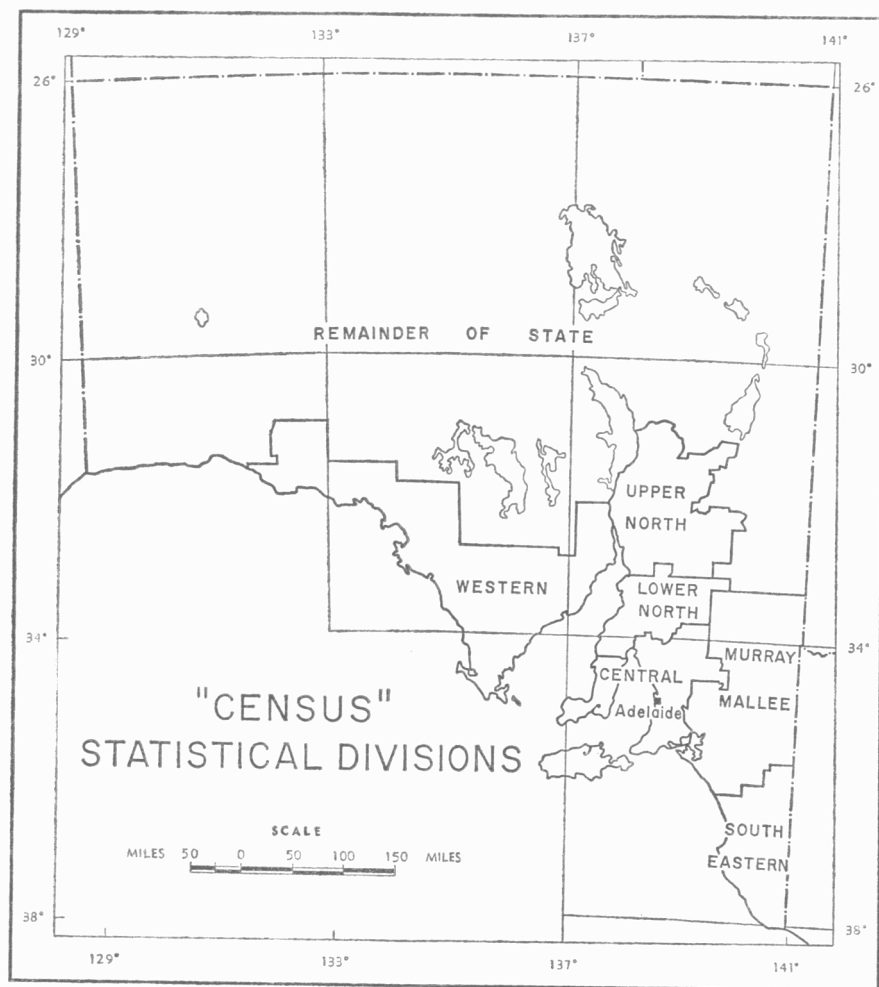 129° 133° 137° 141°
26° 26°
REMAINDER OF STATE
30° 30°
UPPER
NORTH
WESTERN
LOWER
NORTH
34° 34°
MURRAY
CENTRAL
MALLEE
"CENSUS"
Adelaide
STATISTICAL DIVISIONS
SCALE
SOUTH
MILES 50 0 50 100 150 MILES
EASTERN
38° 38°
129° 133° 137° 141°